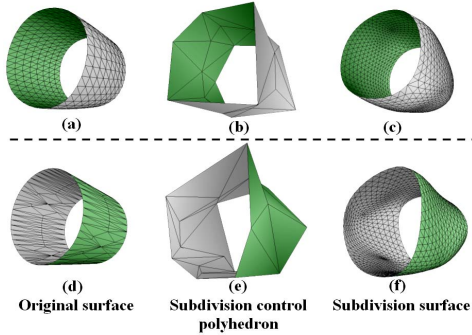 (a)
(b)
(c)
(d)
(e)
(f)
Original surface
Subdivision control
polyhedron
Subdivision surface